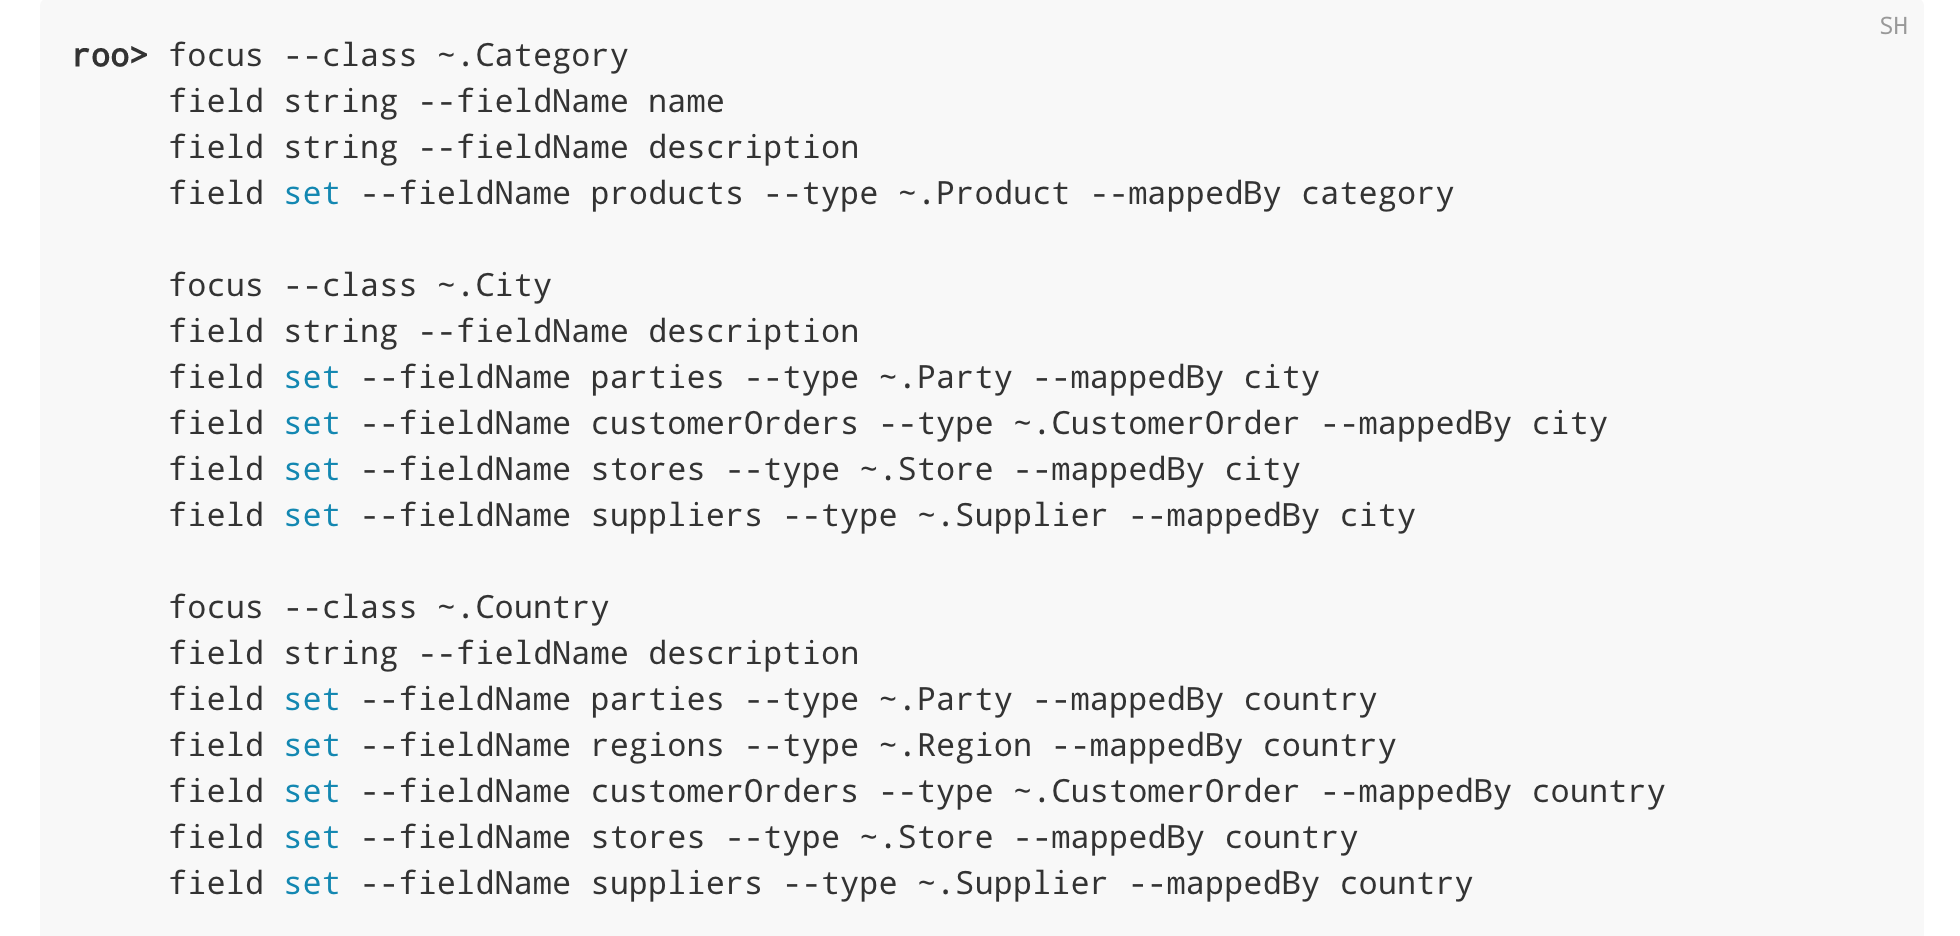 SH
roo> focus --class ~.Category
field string --fieldName name
field string --fieldName description
field set --fieldName products --type ~.Product --mappedBy category
focus --class ~.City
field string --fieldName description
field set --fieldName parties --type ~.Party --mappedBy city
field set --fieldName customerOrders --type ~.CustomerOrder --mappedBy city
field set --fieldName stores --type ~.Store --mappedBy city
field set --fieldName suppliers --type ~.Supplier --mappedBy city
focus --class ~.Country
field string --fieldName description
field set --fieldName parties --type ~.Party --mappedBy country
field set --fieldName regions --type ~.Region --mappedBy country
field set --fieldName customerOrders --type ~.CustomerOrder --mappedBy country
field set --fieldName stores --type ~.Store --mappedBy country
field set --fieldName suppliers --type ~.Supplier --mappedBy country